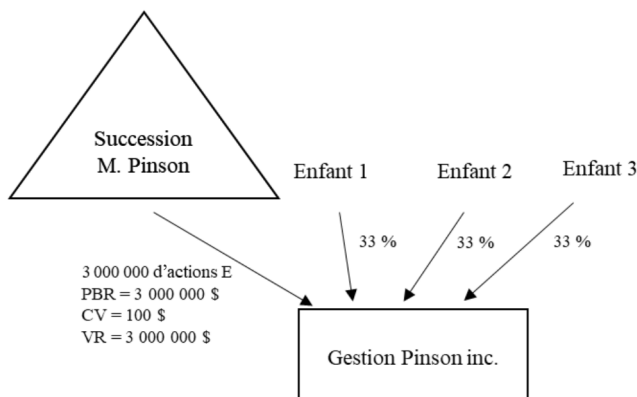 Succession
M. Pinson
Enfant 1
Enfant 2
Enfant 3
33 %
33 %
33 %
3 000 000 d'actions E
PBR = 3 000 000 $
CV = 100 $
VR = 3 000 000 $
Gestion Pinson inc.